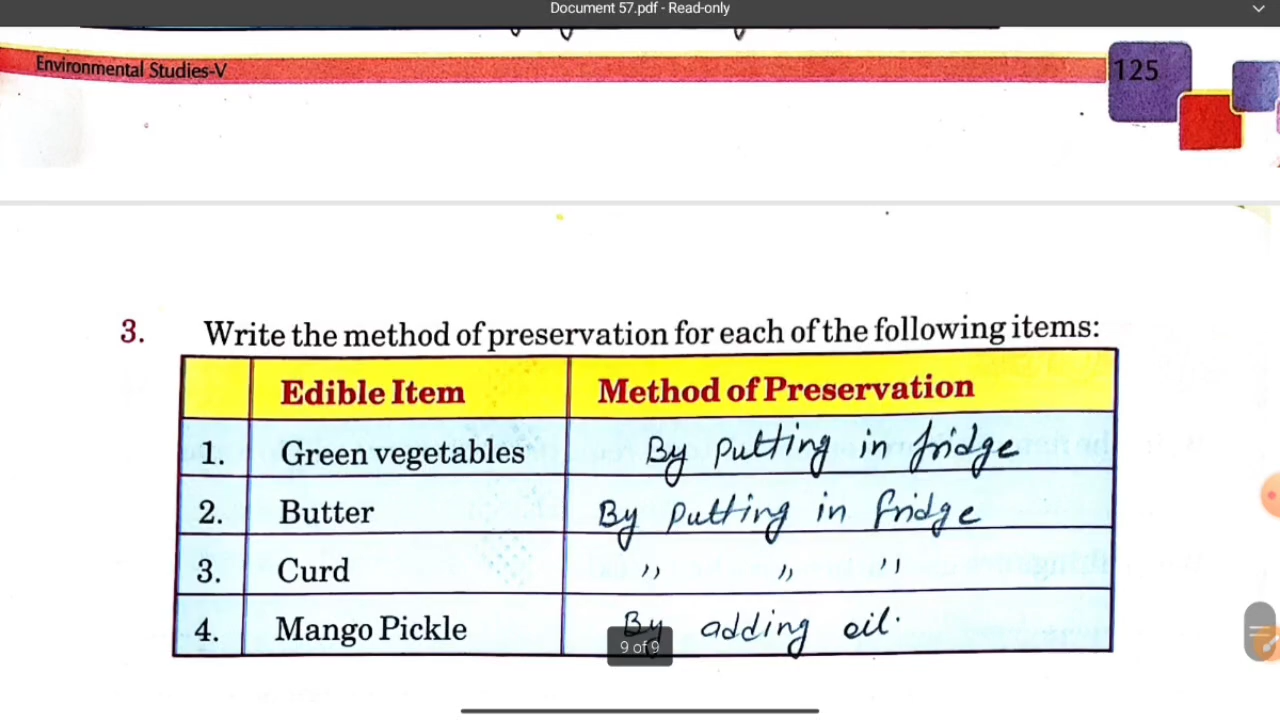 Document 57.pdf - Read-only
Environmental Studies-V
125
3. Write the method of preservation for each of the following items:
Edible Item Method of Preservation
1. Green vegetables By putting in fridge
2. Butter By putting in fridge
3. Curd ,, ,, ,,
4. Mango Pickle By adding oil.
9 of 9